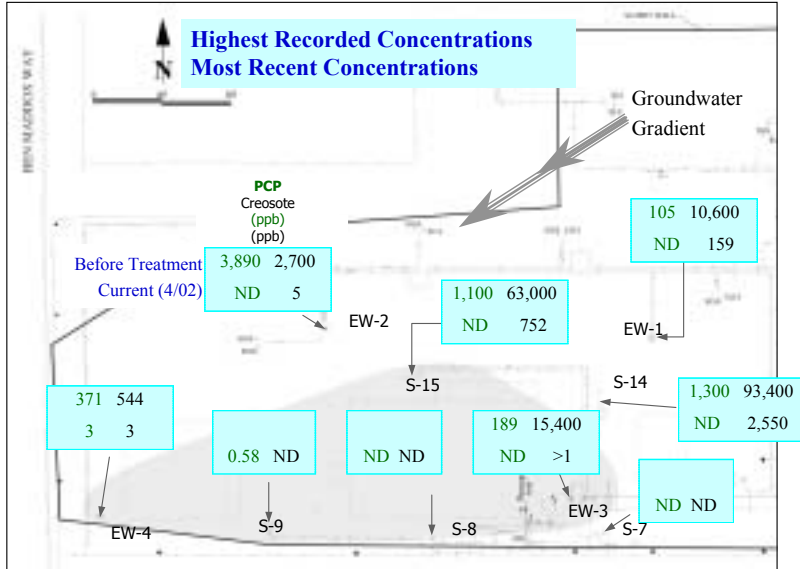 Highest Recorded Concentrations
Most Recent Concentrations
N
Groundwater
Gradient
PCP
Creosote
(ppb)
(ppb)
Before Treatment
Current (4/02)
3,890 2,700
ND 5
EW-2
1,100 63,000
ND 752
S-15
105 10,600
ND 159
EW-1
S-14
1,300 93,400
ND 2,550
371 544
3 3
EW-4
0.58 ND
S-9
ND ND
S-8
189 15,400
ND >1
EW-3
ND ND
S-7